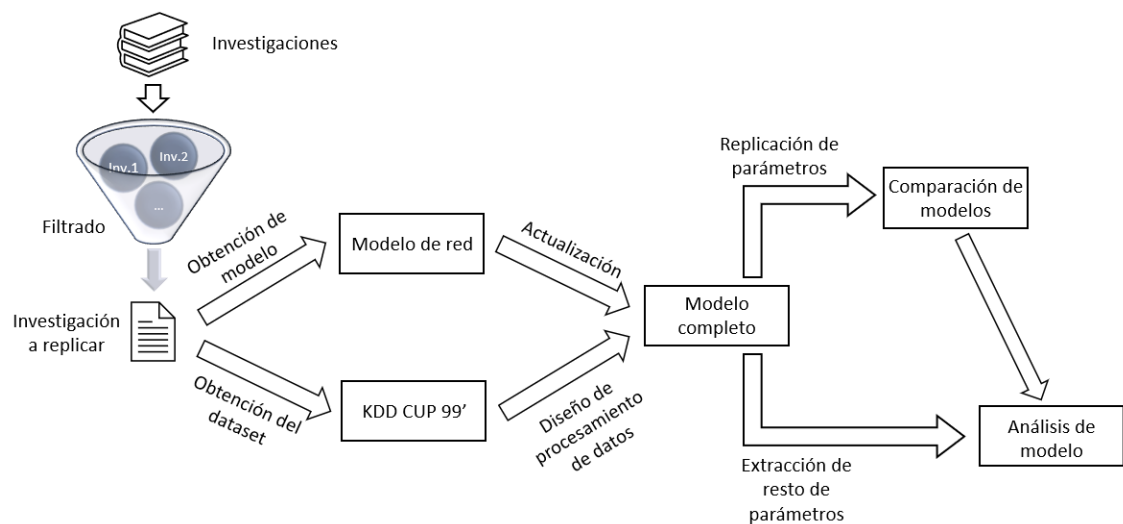 Investigaciones
Inv.1
Inv.2
...
Filtrado
Investigación
a replicar
Obtención de
modelo
Obtención del
dataset
Modelo de red
KDD CUP 99’
Actualización
Diseño de
procesamiento
de datos
Modelo
completo
Replicación de
parámetros
Extracción de
resto de
parámetros
Comparación de
modelos
Análisis de
modelo